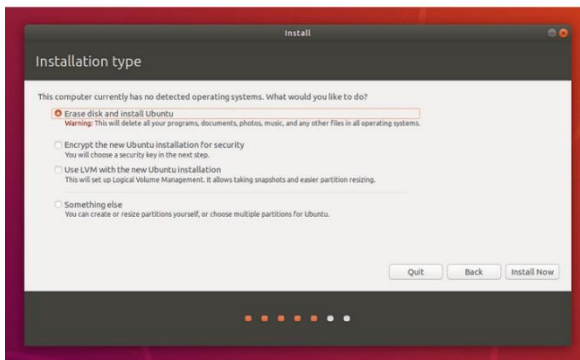 Install
Installation type
This computer currently has no detected operating systems. What would you like to do?
Erase disk and install Ubuntu
Warning: This will delete all your programs, documents, photos, music, and any other files in all operating systems.
Encrypt the new Ubuntu installation for security
You will choose a security key in the next step.
Use LVM with the new Ubuntu installation
This will set up Logical Volume Management. It allows taking snapshots and easier partition resizing.
Something else
You can create or resize partitions yourself, or choose multiple partitions for Ubuntu.
Quit Back Install Now